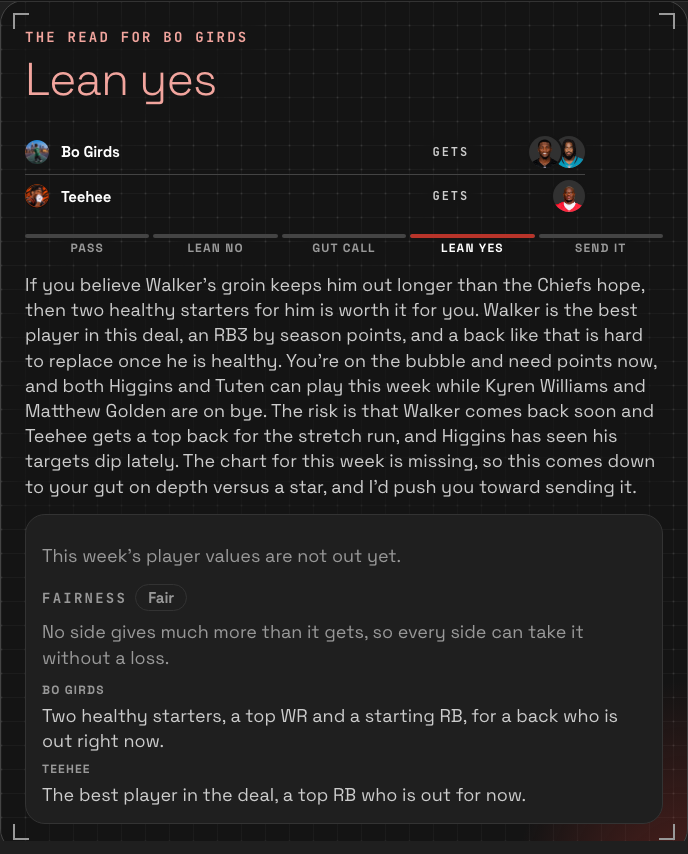 THE READ FOR BO GIRDS
Lean yes
Bo Girds GETS
Teehee GETS
PASS LEAN NO GUT CALL LEAN YES SEND IT
If you believe Walker's groin keeps him out longer than the Chiefs hope,
then two healthy starters for him is worth it for you. Walker is the best
player in this deal, an RB3 by season points, and a back like that is hard
to replace once he is healthy. You're on the bubble and need points now,
and both Higgins and Tuten can play this week while Kyren Williams and
Matthew Golden are on bye. The risk is that Walker comes back soon and
Teehee gets a top back for the stretch run, and Higgins has seen his
targets dip lately. The chart for this week is missing, so this comes down
to your gut on depth versus a star, and I'd push you toward sending it.
This week's player values are not out yet.
FAIRNESS Fair
No side gives much more than it gets, so every side can take it
without a loss.
BO GIRDS
Two healthy starters, a top WR and a starting RB, for a back who is
out right now.
TEEHEE
The best player in the deal, a top RB who is out for now.